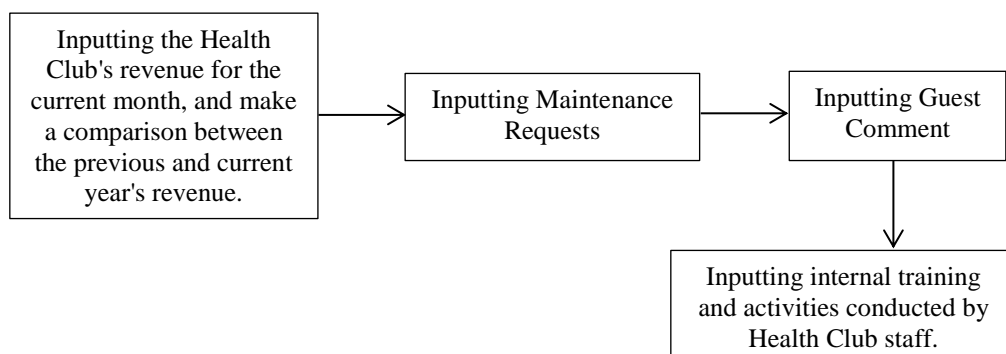 Inputting the Health
Club's revenue for the
current month, and make
a comparison between
the previous and current
year's revenue.
Inputting Maintenance
Requests
Inputting Guest
Comment
Inputting internal training
and activities conducted by
Health Club staff.